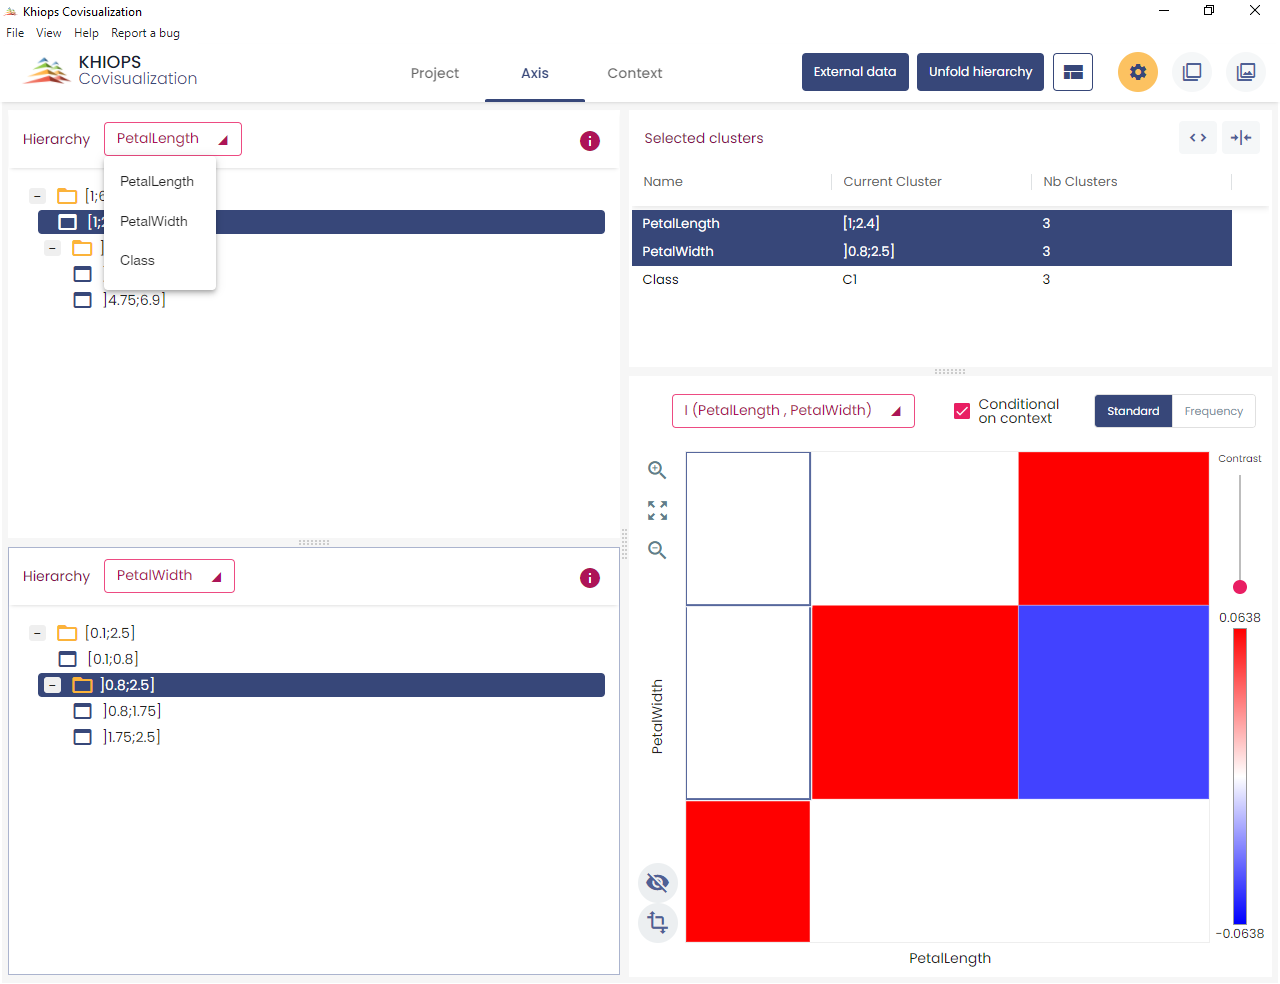 Khiops Covisualization
File View Help Report a bug
KHIOPS
Covisualization
Project Axis Context
External data Unfold hierarchy
Hierarchy PetalLength
PetalLength
PetalWidth
Class
]4.75;6.9]
Selected clusters
Name Current Cluster Nb Clusters
PetalLength [1;2.4] 3
PetalWidth ]0.8;2.5] 3
Class C1 3
Hierarchy PetalWidth
[0.1;2.5]
[0.1;0.8]
]0.8;2.5]
]0.8;1.75]
]1.75;2.5]
I (PetalLength , PetalWidth)
Conditional
on context
Standard Frequency
Contrast
0.0638
-0.0638
PetalWidth
PetalLength